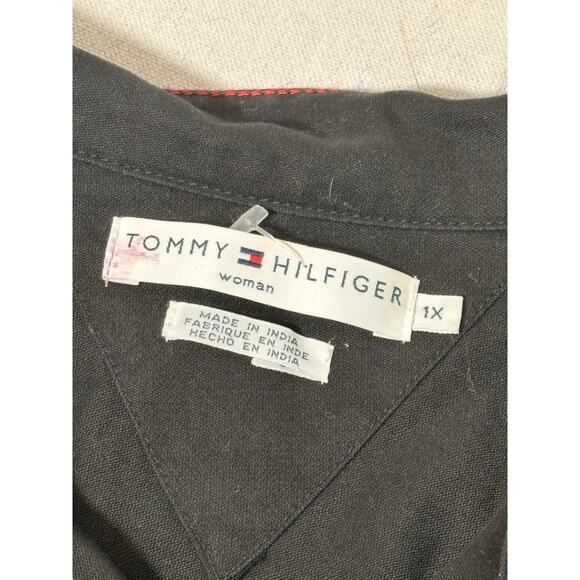 TOMMY HILFIGER
woman
1X
MADE IN INDIA
FABRIQUE EN INDE
HECHO EN INDIA